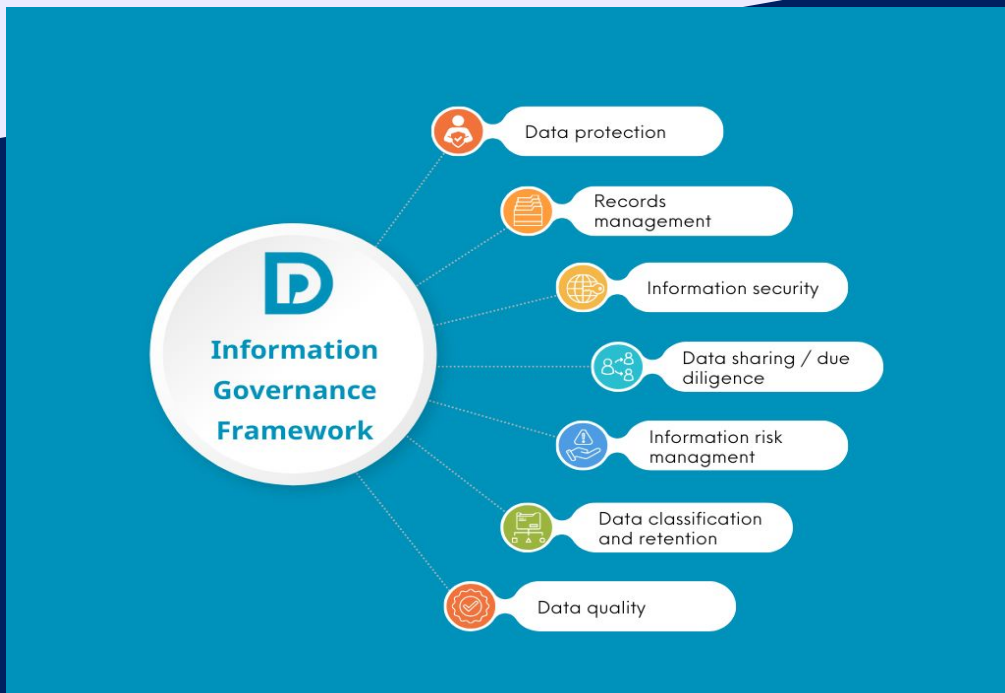 Information
Governance
Framework
Data protection
Records
management
Information security
Data sharing / due
diligence
Information risk
managment
Data classification
and retention
Data quality